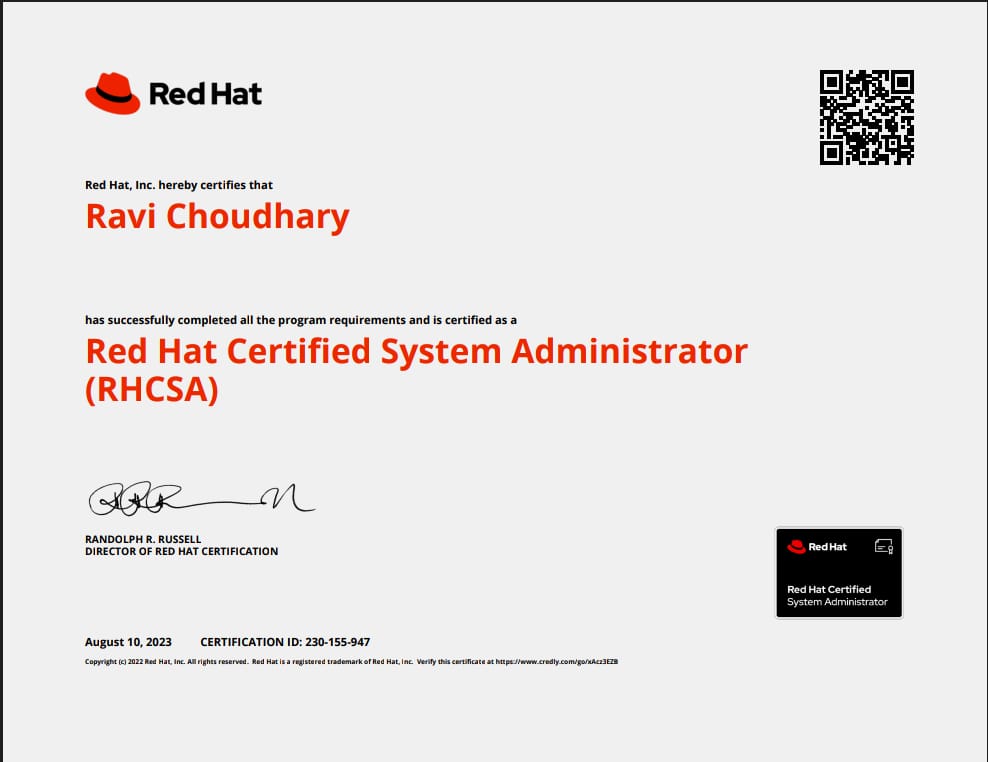 Red Hat
Red Hat, Inc. hereby certifies that
Ravi Choudhary
has successfully completed all the program requirements and is certified as a
Red Hat Certified System Administrator
(RHCSA)
RANDOLPH R. RUSSELL
DIRECTOR OF RED HAT CERTIFICATION
Red Hat
Red Hat Certified
System Administrator
August 10, 2023 CERTIFICATION ID: 230-155-947
Copyright (c) 2022 Red Hat, Inc. All rights reserved. Red Hat is a registered trademark of Red Hat, Inc. Verify this certificate at https://www.credly.com/go/xAcz3EZB